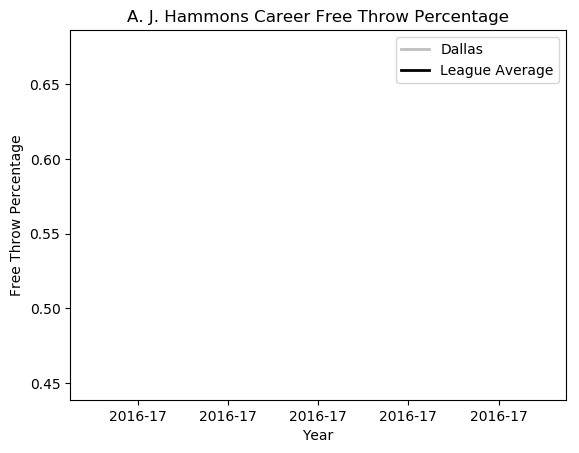 A. J. Hammons Career Free Throw Percentage
Dallas
League Average
Free Throw Percentage
0.65
0.60
0.55
0.50
0.45
2016-17 2016-17 2016-17 2016-17 2016-17
Year